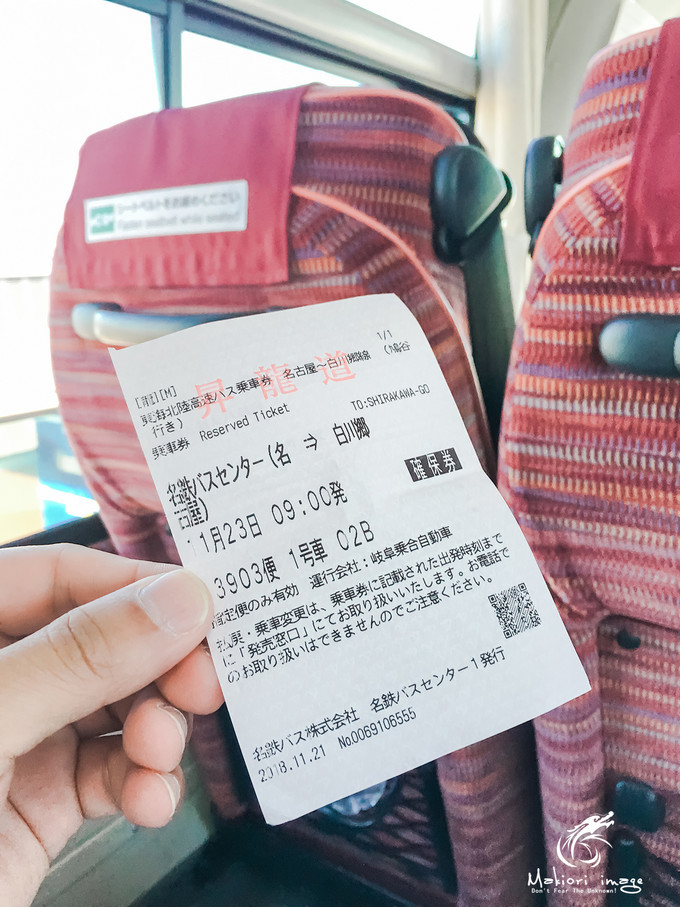 シートベルトをお締めください
Fasten seatbelt while seated
[M]
昇龍道
東海北陸高速バス乗車券 名古屋~白川郷線 1/1
行き)
乗車券 Reserved Ticket TO:SHIRAKAWA-GO
名鉄バスセンター(名 ⇒ 白川郷
古屋)
11月23日 09:00発 確保券
3903便 1号車 02B
指定便のみ有効 運行会社:岐阜乗合自動車
払戻・乗車変更は、乗車券に記載された出発時刻まで
に「発売窓口」にてお取り扱いいたします。お電話で
のお取り扱いはできませんのでご注意ください。
名鉄バス株式会社 名鉄バスセンター1発行
2018.11.21 No.0069106555
Makiori image
Don't Fear The Unknown!